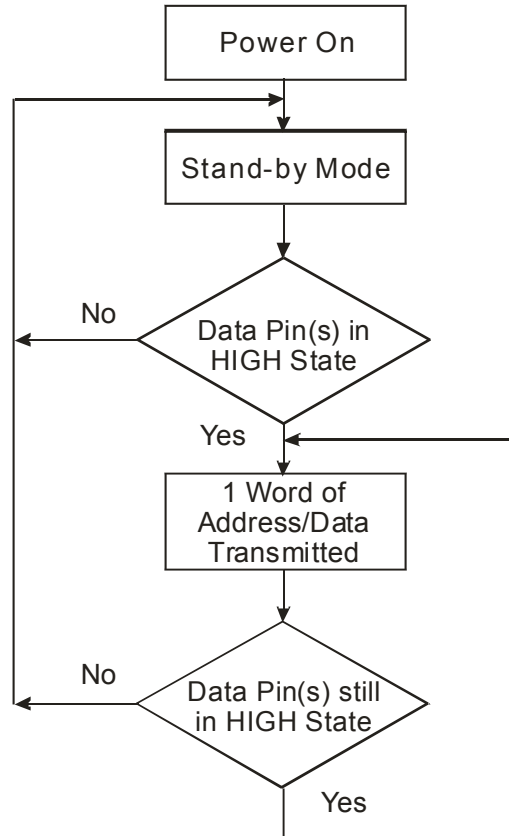 Power On
Stand-by Mode
No
Data Pin(s) in
HIGH State
Yes
1 Word of
Address/Data
Transmitted
No
Data Pin(s) still
in HIGH State
Yes